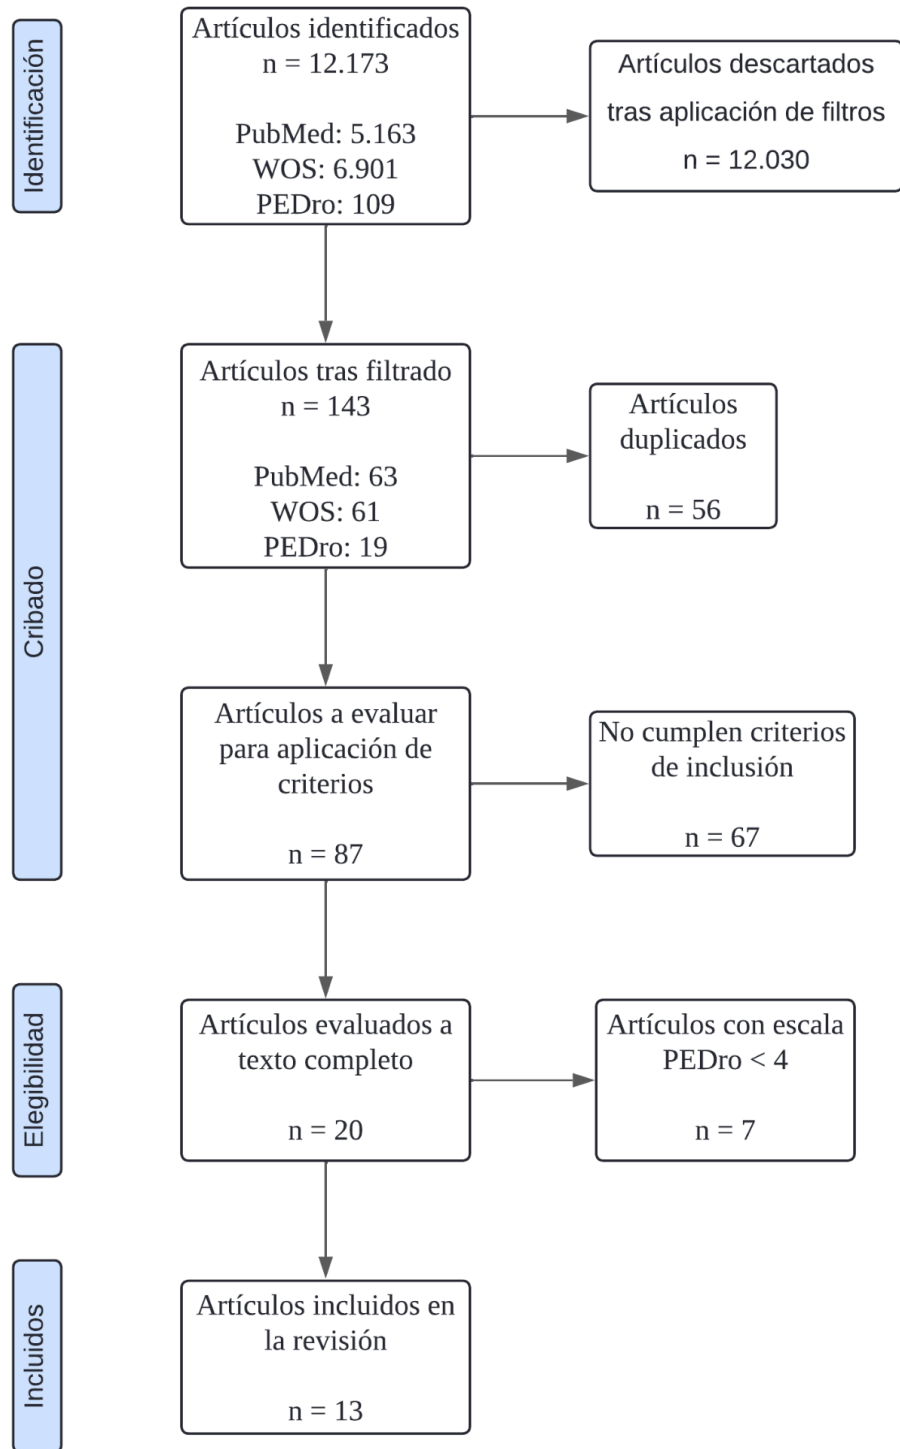 Identificación
Artículos identificados
n = 12.173
PubMed: 5.163
WOS: 6.901
PEDro: 109
Artículos descartados
tras aplicación de filtros
n = 12.030
Cribado
Artículos tras filtrado
n = 143
PubMed: 63
WOS: 61
PEDro: 19
Artículos
duplicados
n = 56
Artículos a evaluar
para aplicación de
criterios
n = 87
No cumplen criterios
de inclusión
n = 67
Elegibilidad
Artículos evaluados a
texto completo
n = 20
Artículos con escala
PEDro < 4
n = 7
Incluidos
Artículos incluidos en
la revisión
n = 13